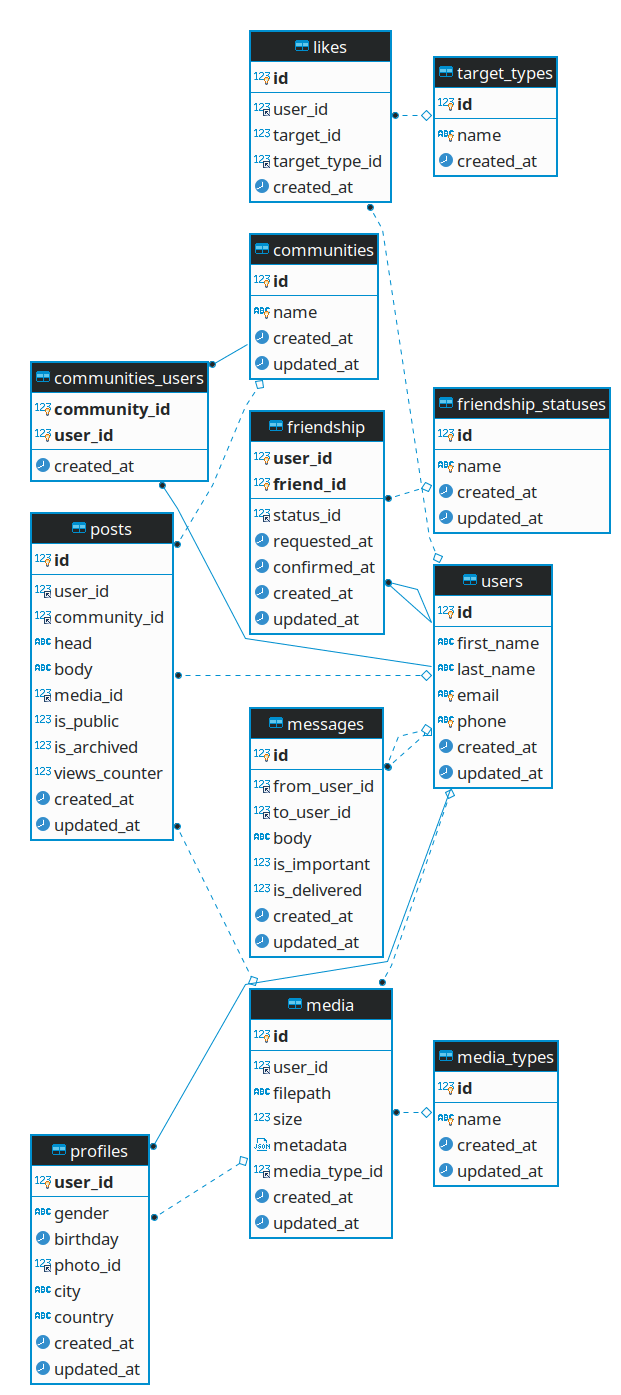 likes
id
user_id
target_id
target_type_id
created_at
target_types
id
name
created_at
communities
id
name
created_at
updated_at
communities_users
community_id
user_id
created_at
friendship
user_id
friend_id
status_id
requested_at
confirmed_at
created_at
updated_at
friendship_statuses
id
name
created_at
updated_at
posts
id
user_id
community_id
head
body
media_id
is_public
is_archived
views_counter
created_at
updated_at
users
id
first_name
last_name
email
phone
created_at
updated_at
messages
id
from_user_id
to_user_id
body
is_important
is_delivered
created_at
updated_at
media
id
user_id
filepath
size
metadata
media_type_id
created_at
updated_at
media_types
id
name
created_at
updated_at
profiles
user_id
gender
birthday
photo_id
city
country
created_at
updated_at